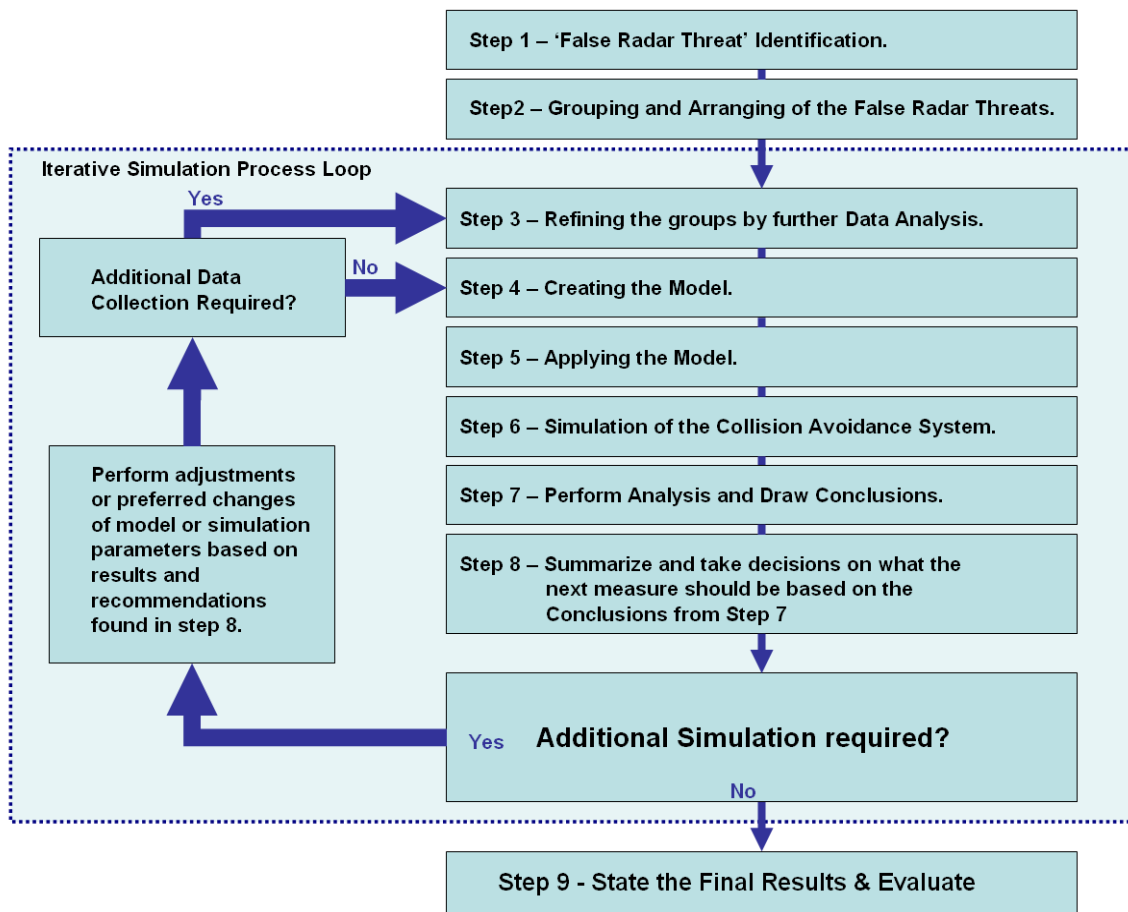 Step 1 – ‘False Radar Threat’ Identification.
Step2 – Grouping and Arranging of the False Radar Threats.
Iterative Simulation Process Loop
Yes
Step 3 – Refining the groups by further Data Analysis.
Additional Data
Collection Required?
No
Step 4 – Creating the Model.
Step 5 – Applying the Model.
Step 6 – Simulation of the Collision Avoidance System.
Perform adjustments
or preferred changes
of model or simulation
parameters based on
results and
recommendations
found in step 8.
Step 7 – Perform Analysis and Draw Conclusions.
Step 8 – Summarize and take decisions on what the
next measure should be based on the
Conclusions from Step 7
Yes
Additional Simulation required?
No
Step 9 - State the Final Results & Evaluate